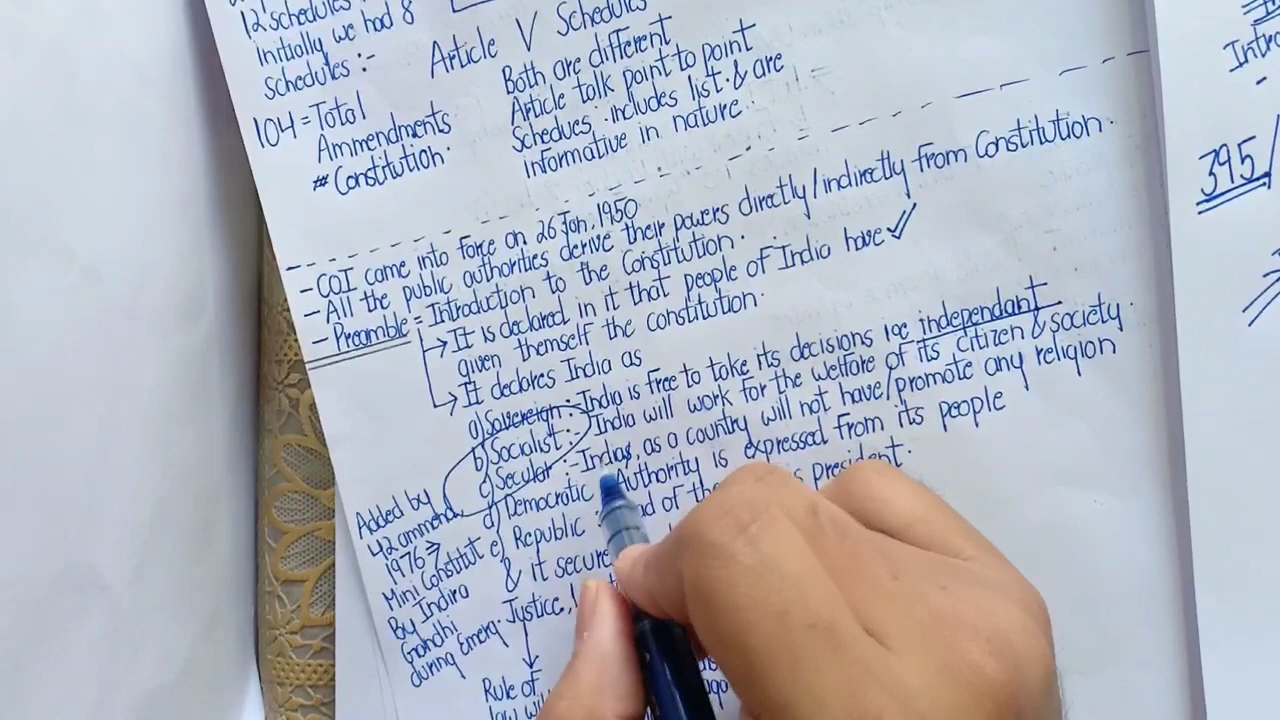 12 schedules
initially we had 8
schedules :-
104 = Total
Ammendments
# Constitution.
Article V Schedules
Both are different
Article talk point to point
Schedues includes list. & are
informative in nature.
- COI came into force on 26 Jan, 1950
- All the public authorities derive their powers directly/indirectly from Constitution.
- Preamble = Introduction to the Constitution.
It is declared in it that people of India have ✓
given themself the constitution.
It declares India as
a) Sovereign :- India is free to take its decisions ice independant
b) Socialist :- India will work for the welfare of its citizen & society.
c) Secular :- India, as a country will not have/promote any religion
d) Democratic Authority is expressed from its people
e) Republic president.
& it secure
Justice,
Rule of
law
Added by
42 ammend
1976 ⇒
Mini Constitut
By Indira
Gandhi
during Emerg.
Intro
-
395/